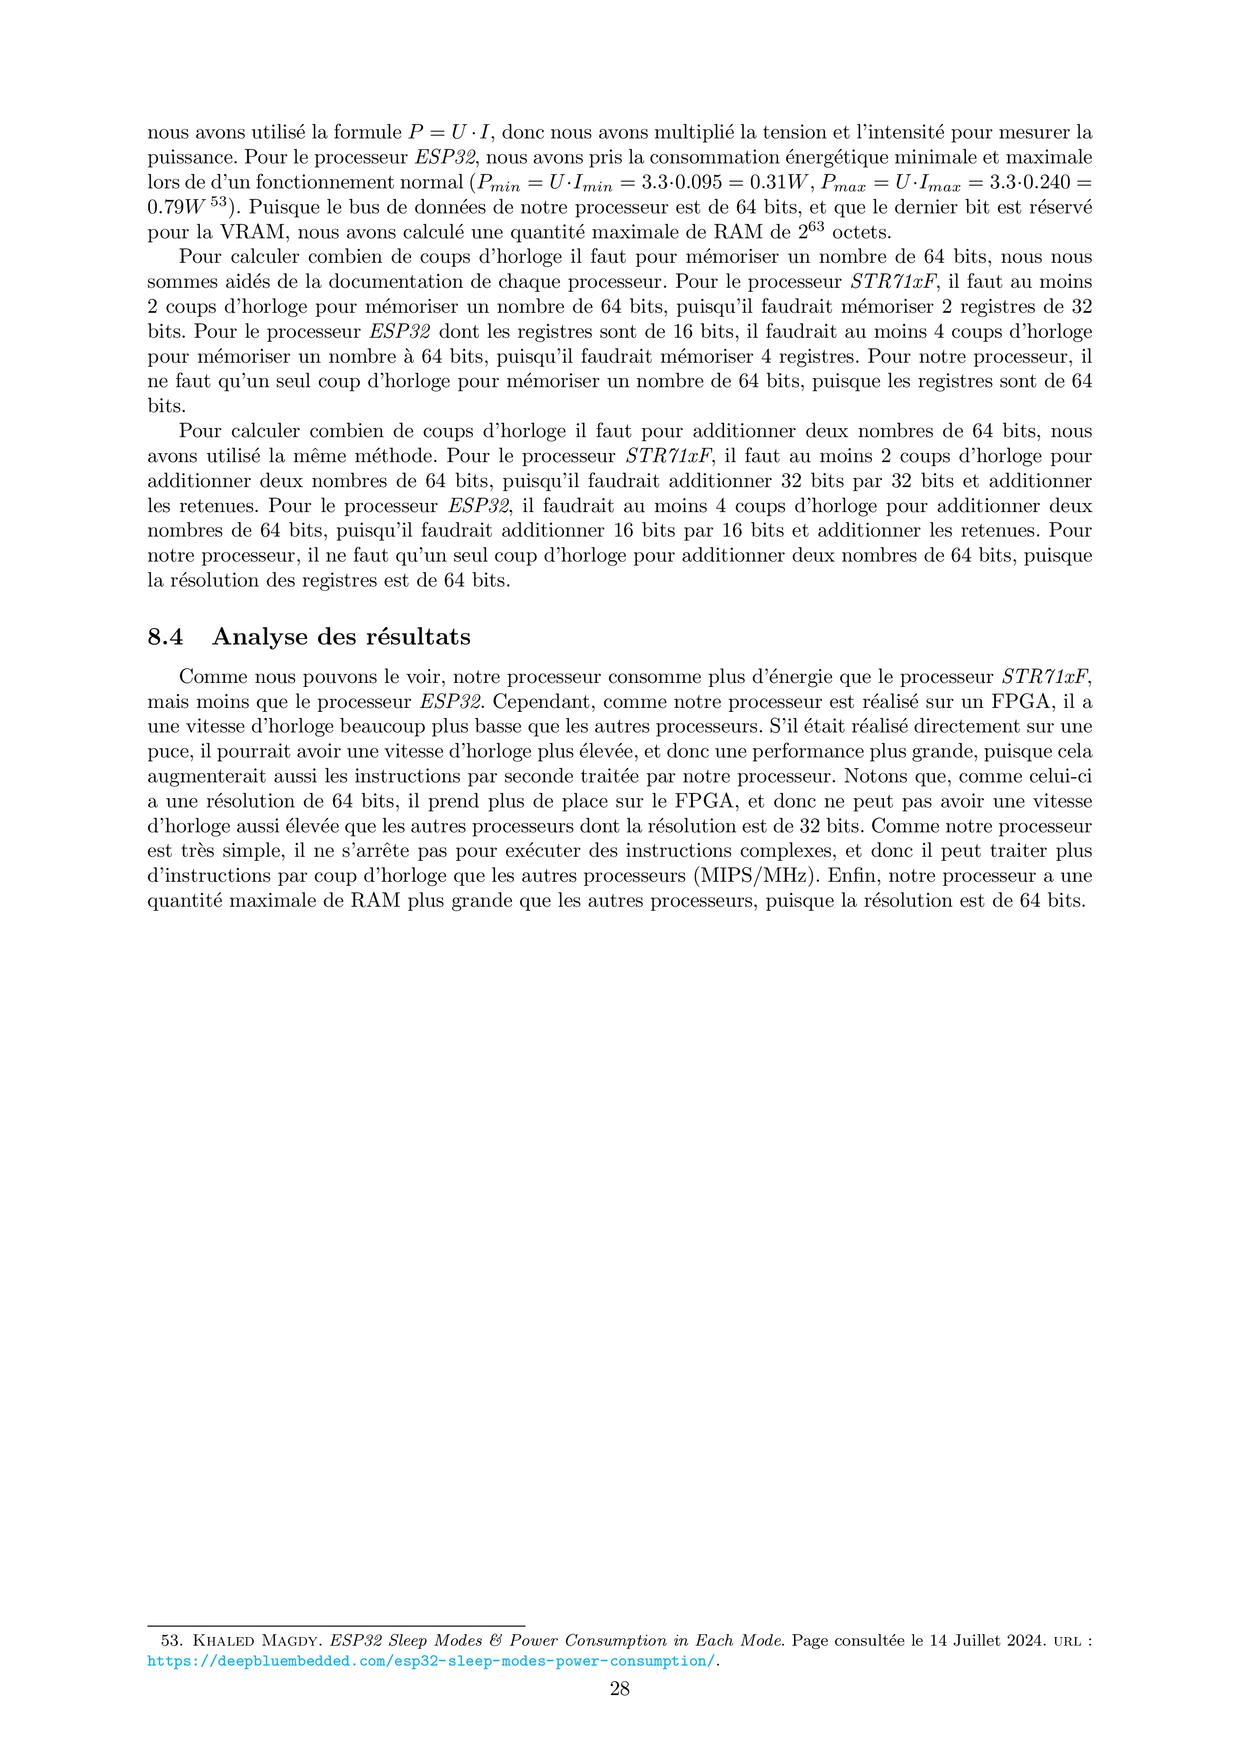 nous avons utilisé la formule P = U · I, donc nous avons multiplié la tension et l'intensité pour mesurer la
puissance. Pour le processeur ESP32, nous avons pris la consommation énergétique minimale et maximale
lors de d'un fonctionnement normal (Pmin = U·Imin = 3.3·0.095 = 0.31W, Pmax = U·Imax = 3.3·0.240 =
0.79W 53). Puisque le bus de données de notre processeur est de 64 bits, et que le dernier bit est réservé
pour la VRAM, nous avons calculé une quantité maximale de RAM de 2^63 octets.
Pour calculer combien de coups d'horloge il faut pour mémoriser un nombre de 64 bits, nous nous
sommes aidés de la documentation de chaque processeur. Pour le processeur STR71xF, il faut au moins
2 coups d'horloge pour mémoriser un nombre de 64 bits, puisqu'il faudrait mémoriser 2 registres de 32
bits. Pour le processeur ESP32 dont les registres sont de 16 bits, il faudrait au moins 4 coups d'horloge
pour mémoriser un nombre à 64 bits, puisqu'il faudrait mémoriser 4 registres. Pour notre processeur, il
ne faut qu'un seul coup d'horloge pour mémoriser un nombre de 64 bits, puisque les registres sont de 64
bits.
Pour calculer combien de coups d'horloge il faut pour additionner deux nombres de 64 bits, nous
avons utilisé la même méthode. Pour le processeur STR71xF, il faut au moins 2 coups d'horloge pour
additionner deux nombres de 64 bits, puisqu'il faudrait additionner 32 bits par 32 bits et additionner
les retenues. Pour le processeur ESP32, il faudrait au moins 4 coups d'horloge pour additionner deux
nombres de 64 bits, puisqu'il faudrait additionner 16 bits par 16 bits et additionner les retenues. Pour
notre processeur, il ne faut qu'un seul coup d'horloge pour additionner deux nombres de 64 bits, puisque
la résolution des registres est de 64 bits.
8.4 Analyse des résultats
Comme nous pouvons le voir, notre processeur consomme plus d'énergie que le processeur STR71xF,
mais moins que le processeur ESP32. Cependant, comme notre processeur est réalisé sur un FPGA, il a
une vitesse d'horloge beaucoup plus basse que les autres processeurs. S'il était réalisé directement sur une
puce, il pourrait avoir une vitesse d'horloge plus élevée, et donc une performance plus grande, puisque cela
augmenterait aussi les instructions par seconde traitée par notre processeur. Notons que, comme celui-ci
a une résolution de 64 bits, il prend plus de place sur le FPGA, et donc ne peut pas avoir une vitesse
d'horloge aussi élevée que les autres processeurs dont la résolution est de 32 bits. Comme notre processeur
est très simple, il ne s'arrête pas pour exécuter des instructions complexes, et donc il peut traiter plus
d'instructions par coup d'horloge que les autres processeurs (MIPS/MHz). Enfin, notre processeur a une
quantité maximale de RAM plus grande que les autres processeurs, puisque la résolution est de 64 bits.
53. Khaled Magdy. ESP32 Sleep Modes & Power Consumption in Each Mode. Page consultée le 14 Juillet 2024. url :
https://deepbluembedded.com/esp32-sleep-modes-power-consumption/.
28